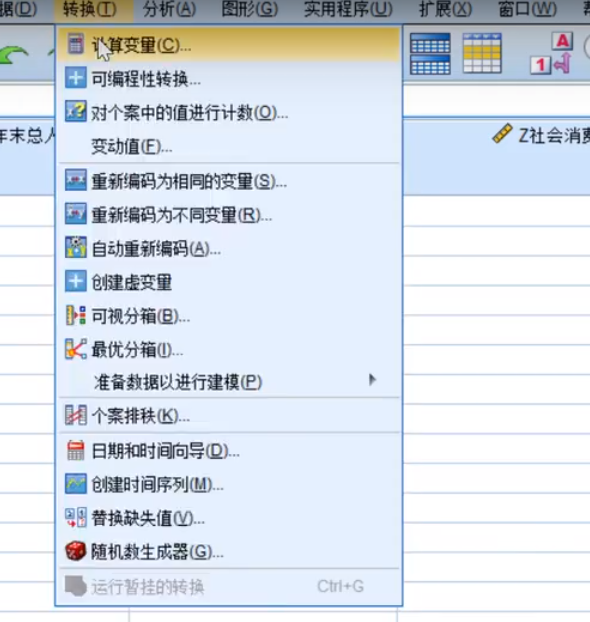 据(D) 转换(T) 分析(A) 图形(G) 实用程序(U) 扩展(X) 窗口(W)
计算变量(C)...
可编程性转换...
A
1
对个案中的值进行计数(O)...
年末总人
Z社会消费
变动值(F)...
重新编码为相同的变量(S)...
重新编码为不同变量(R)...
自动重新编码(A)...
创建虚变量
可视分箱(B)...
最优分箱(I)...
准备数据以进行建模(P)
个案排秩(K)...
日期和时间向导(D)...
创建时间序列(M)...
替换缺失值(V)...
随机数生成器(G)...
运行暂挂的转换 Ctrl+G